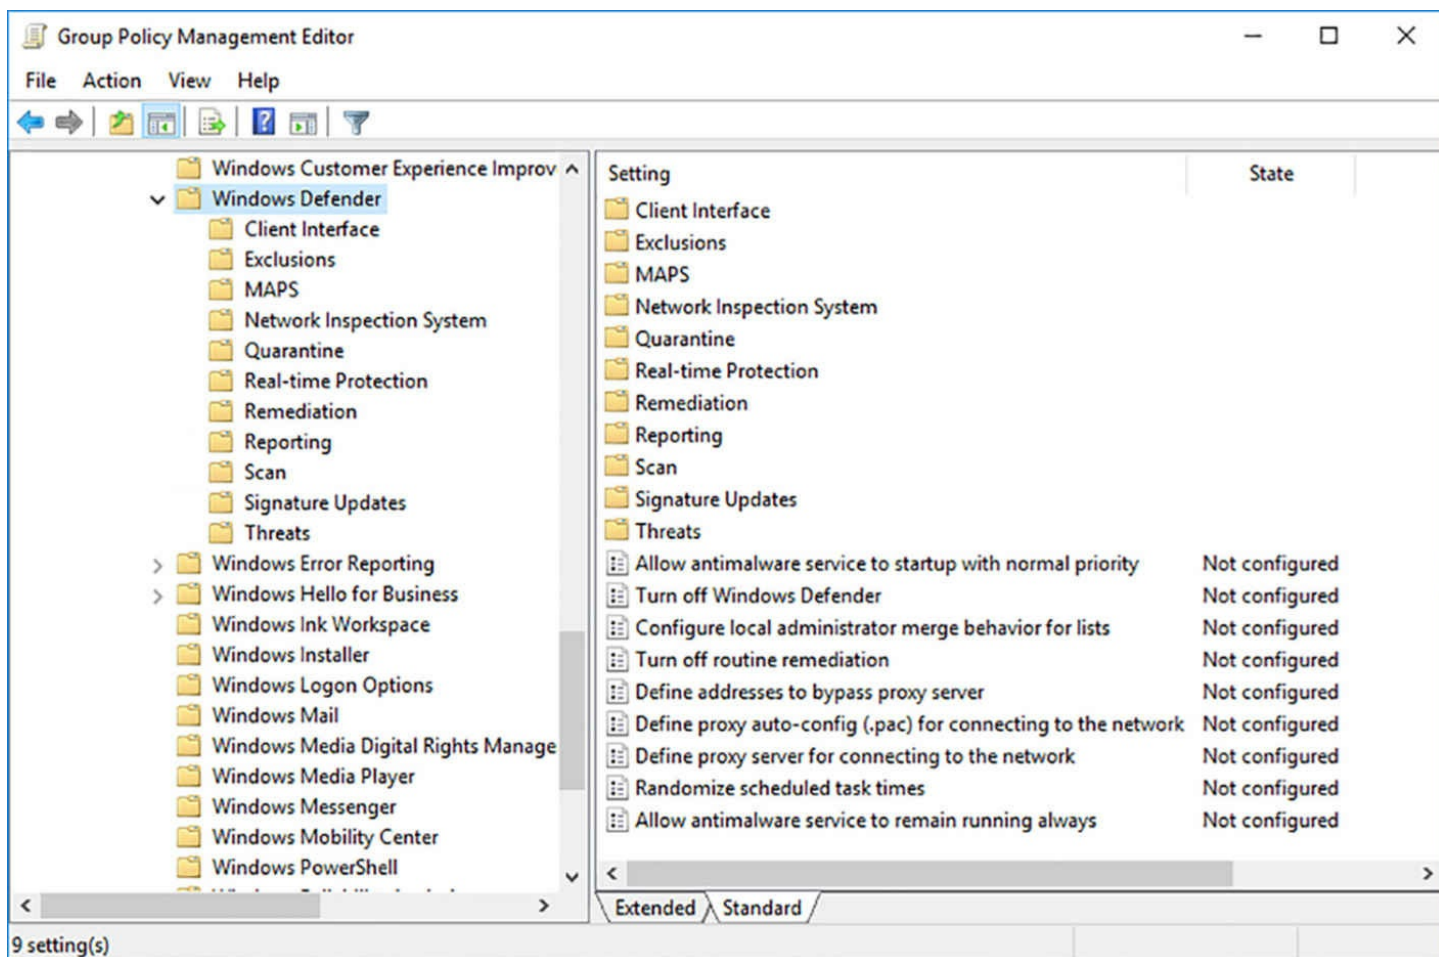 Group Policy Management Editor
File Action View Help
Windows Customer Experience Improv
Windows Defender
Client Interface
Exclusions
MAPS
Network Inspection System
Quarantine
Real-time Protection
Remediation
Reporting
Scan
Signature Updates
Threats
Windows Error Reporting
Windows Hello for Business
Windows Ink Workspace
Windows Installer
Windows Logon Options
Windows Mail
Windows Media Digital Rights Manage
Windows Media Player
Windows Messenger
Windows Mobility Center
Windows PowerShell
Setting State
Client Interface
Exclusions
MAPS
Network Inspection System
Quarantine
Real-time Protection
Remediation
Reporting
Scan
Signature Updates
Threats
Allow antimalware service to startup with normal priority Not configured
Turn off Windows Defender Not configured
Configure local administrator merge behavior for lists Not configured
Turn off routine remediation Not configured
Define addresses to bypass proxy server Not configured
Define proxy auto-config (.pac) for connecting to the network Not configured
Define proxy server for connecting to the network Not configured
Randomize scheduled task times Not configured
Allow antimalware service to remain running always Not configured
Extended Standard
9 setting(s)